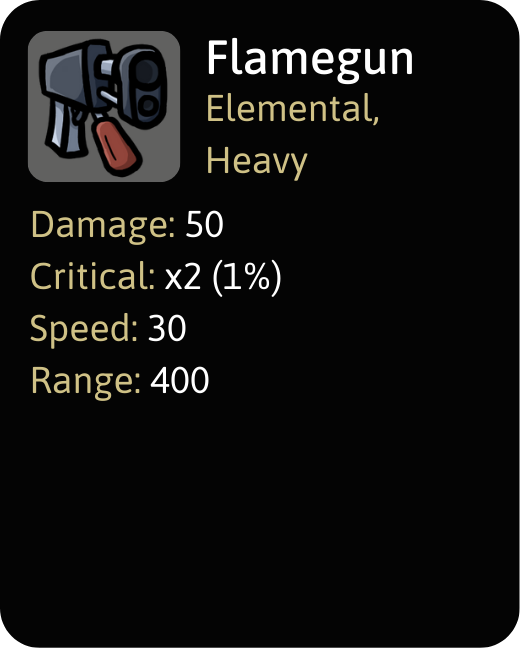 Flamegun
Elemental,
Heavy
Damage: 50
Critical: x2 (1%)
Speed: 30
Range: 400